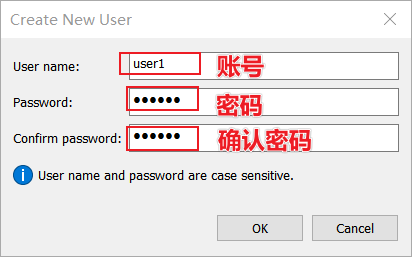 Create New User
User name: user1 账号
Password: ●●●●●● 密码
Confirm password: ●●●●●● 确认密码
User name and password are case sensitive.
OK Cancel